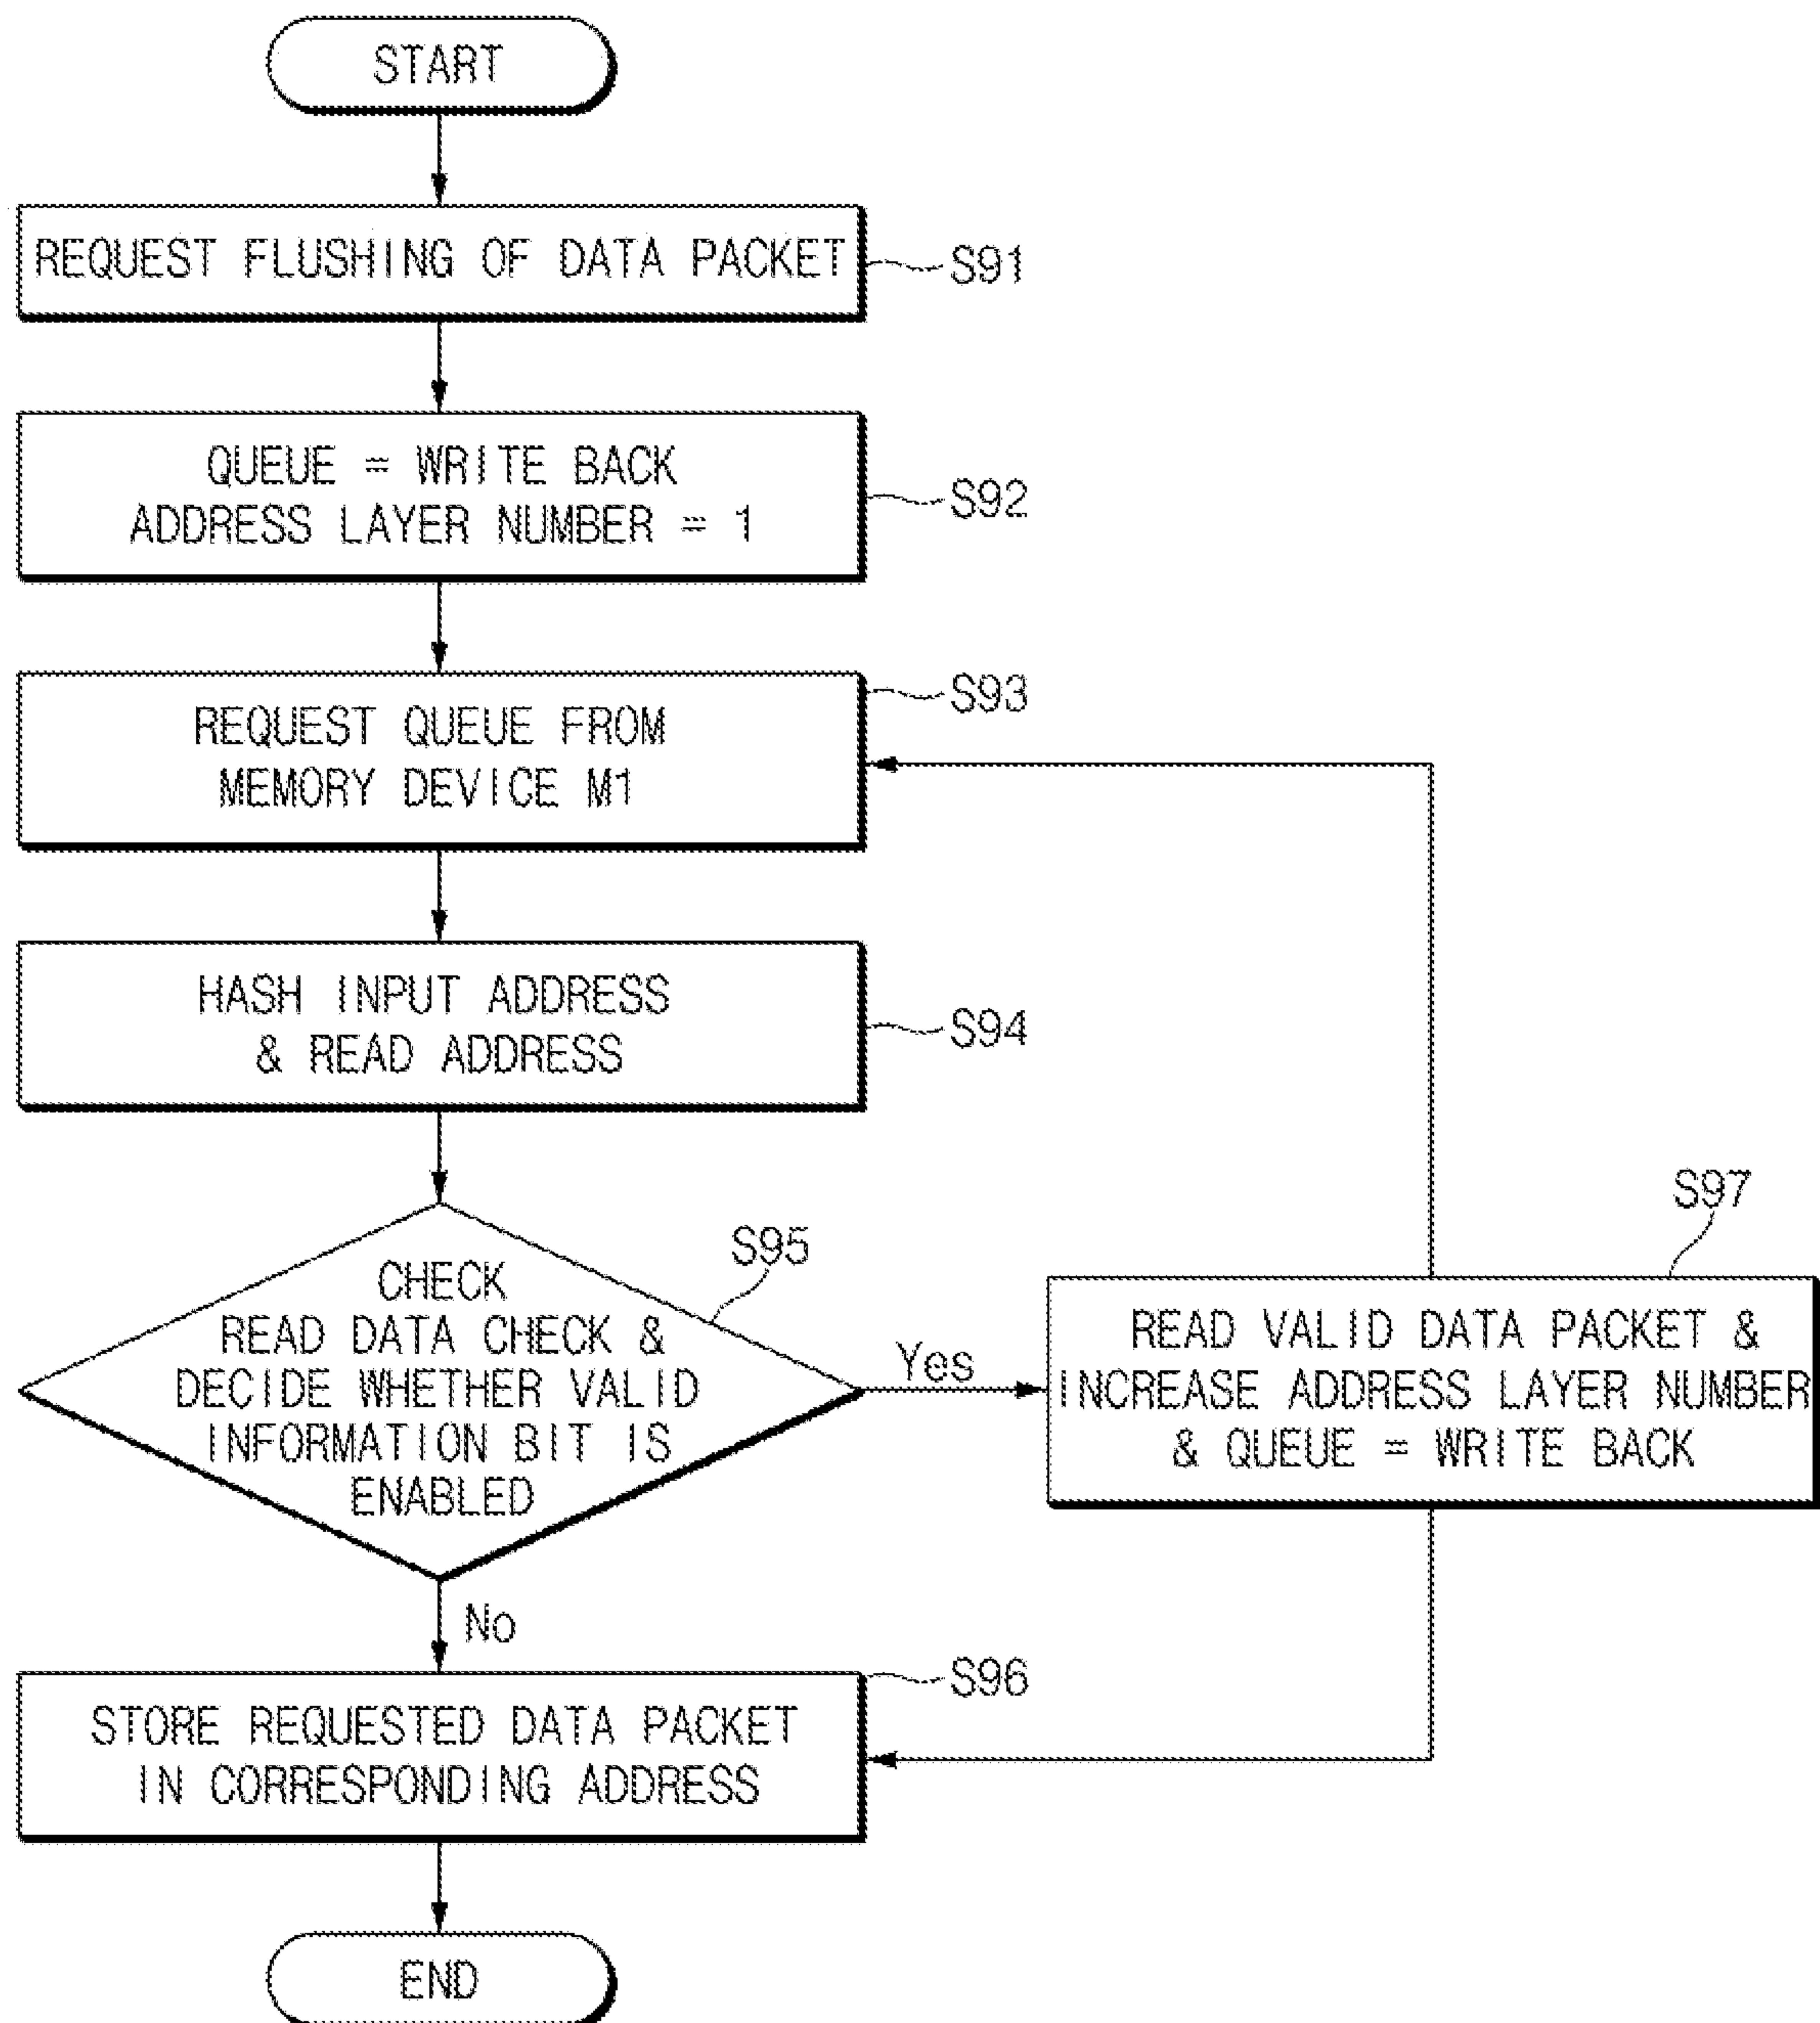 START
REQUEST FLUSHING OF DATA PACKET
S91
QUEUE = WRITE BACK
ADDRESS LAYER NUMBER = 1
S92
REQUEST QUEUE FROM
MEMORY DEVICE M1
S93
HASH INPUT ADDRESS
& READ ADDRESS
S94
CHECK
READ DATA CHECK &
DECIDE WHETHER VALID
INFORMATION BIT IS
ENABLED
S95
Yes
READ VALID DATA PACKET &
INCREASE ADDRESS LAYER NUMBER
& QUEUE = WRITE BACK
S97
No
STORE REQUESTED DATA PACKET
IN CORRESPONDING ADDRESS
S96
END